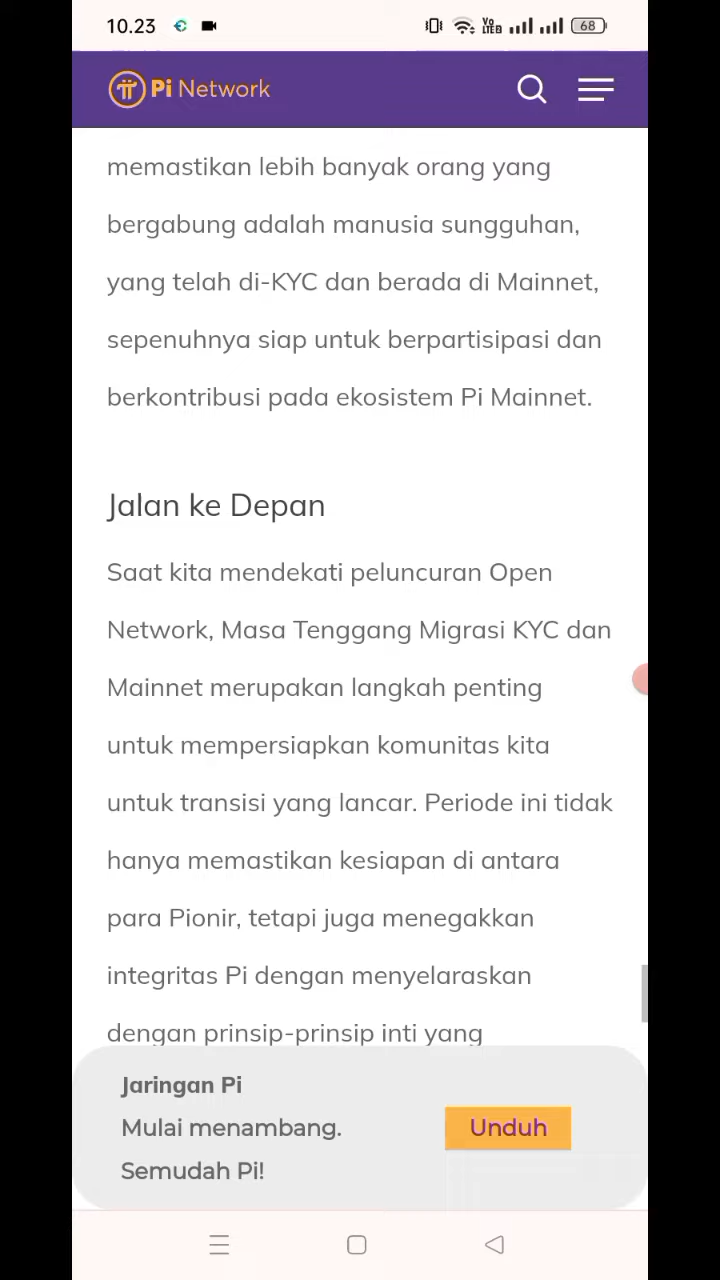 10.23
Vo LTE2
68
Pi Network
memastikan lebih banyak orang yang
bergabung adalah manusia sungguhan,
yang telah di-KYC dan berada di Mainnet,
sepenuhnya siap untuk berpartisipasi dan
berkontribusi pada ekosistem Pi Mainnet.
Jalan ke Depan
Saat kita mendekati peluncuran Open
Network, Masa Tenggang Migrasi KYC dan
Mainnet merupakan langkah penting
untuk mempersiapkan komunitas kita
untuk transisi yang lancar. Periode ini tidak
hanya memastikan kesiapan di antara
para Pionir, tetapi juga menegakkan
integritas Pi dengan menyelaraskan
dengan prinsip-prinsip inti yang
Jaringan Pi
Mulai menambang.
Semudah Pi!
Unduh